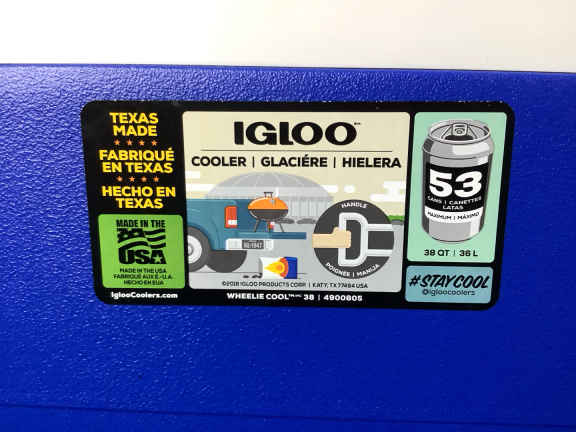 TEXAS
MADE
FABRIQUÉ
EN TEXAS
HECHO EN
TEXAS
MADE IN THE
USA
MADE IN THE USA
FABRIQUÉ AUX É.-U.A.
HECHO EN EUA
IglooCoolers.com
IGLOO
COOLER | GLACIÉRE | HIELERA
HANDLE
POIGNÉE | MANIJA
©2018 IGLOO PRODUCTS CORP. | KATY, TX 77494 USA
WHEELIE COOL 38 | 4900805
53
CANS | CANETTES
LATAS
MAXIMUM | MÁXIMO
38 QT | 36 L
#STAYCOOL
@igloocoolers